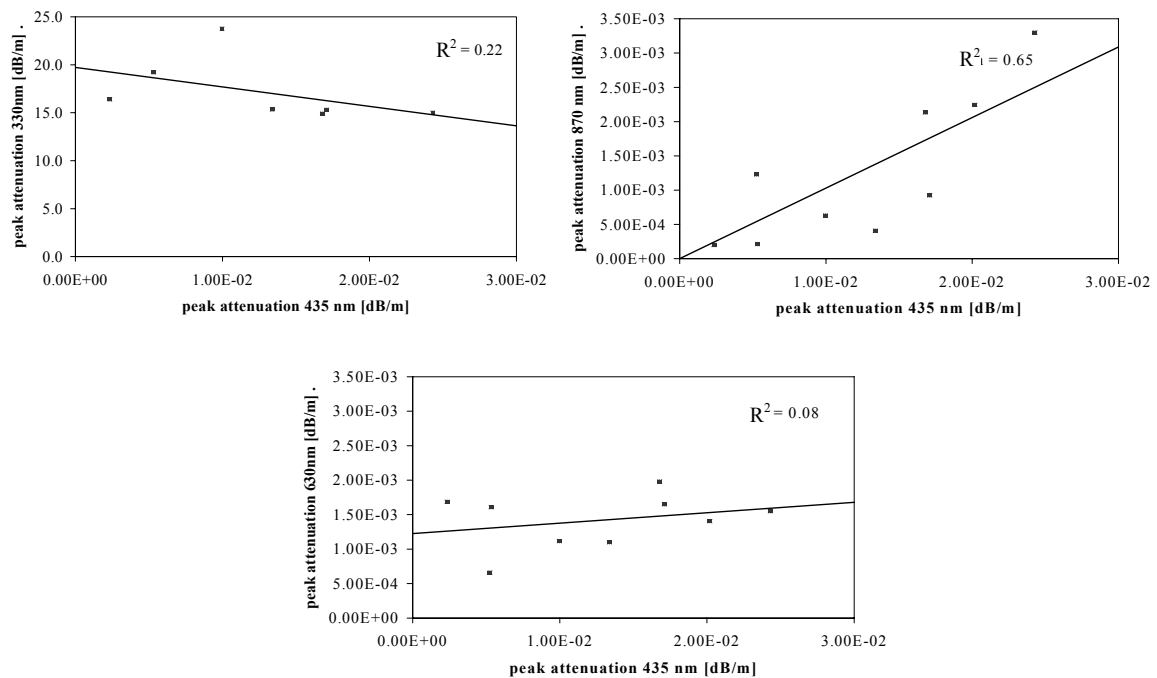 25.0
20.0
15.0
10.0
5.0
0.0
peak attenuation 330nm [dB/m] .
R² = 0.22
0.00E+00 1.00E-02 2.00E-02 3.00E-02
peak attenuation 435 nm [dB/m]
3.50E-03
3.00E-03
2.50E-03
2.00E-03
1.50E-03
1.00E-03
5.00E-04
0.00E+00
peak attenuation 870 nm [dB/m] .
R² = 0.65
0.00E+00 1.00E-02 2.00E-02 3.00E-02
peak attenuation 435 nm [dB/m]
3.50E-03
3.00E-03
2.50E-03
2.00E-03
1.50E-03
1.00E-03
5.00E-04
0.00E+00
peak attenuation 630nm [dB/m] .
R² = 0.08
0.00E+00 1.00E-02 2.00E-02 3.00E-02
peak attenuation 435 nm [dB/m]